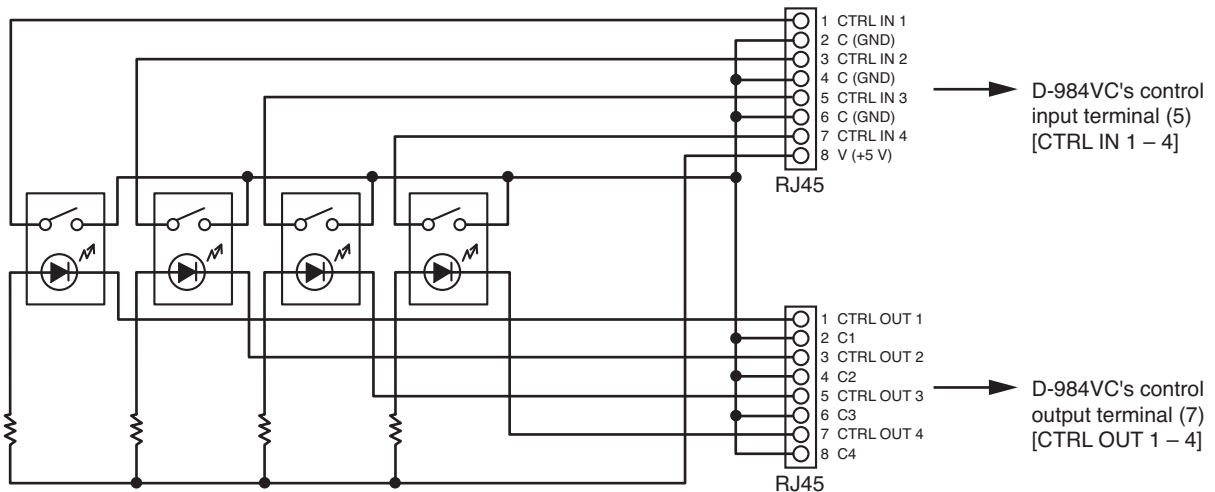 1 CTRL IN 1
2 C (GND)
3 CTRL IN 2
4 C (GND)
5 CTRL IN 3
6 C (GND)
7 CTRL IN 4
8 V (+5 V)
RJ45
D-984VC's control
input terminal (5)
[CTRL IN 1 – 4]
1 CTRL OUT 1
2 C1
3 CTRL OUT 2
4 C2
5 CTRL OUT 3
6 C3
7 CTRL OUT 4
8 C4
RJ45
D-984VC's control
output terminal (7)
[CTRL OUT 1 – 4]